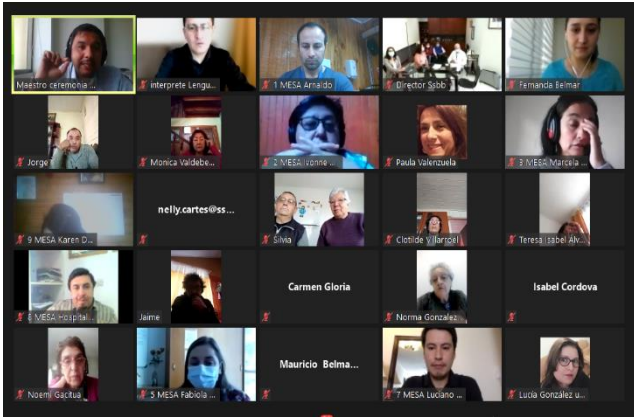 Maestro ceremonia ...
interprete Lengu...
1 MESA Arnaldo
Director Ssbb
Fernanda Belmar
Jorge
Monica Valdebe...
2 MESA Ivonne ...
Paula Valenzuela
3 MESA Marcela ...
9 MESA Karen D...
nelly.cartes@ss...
Silvia
Clotilde Villarroel
Teresa Isabel Alv...
6 MESA Hospital...
Jaime
Carmen Gloria
Norma Gonzalez
Isabel Cordova
Noemi Gacitua
5 MESA Fabiola ...
Mauricio Belma...
7 MESA Luciano ...
Lucía González u...